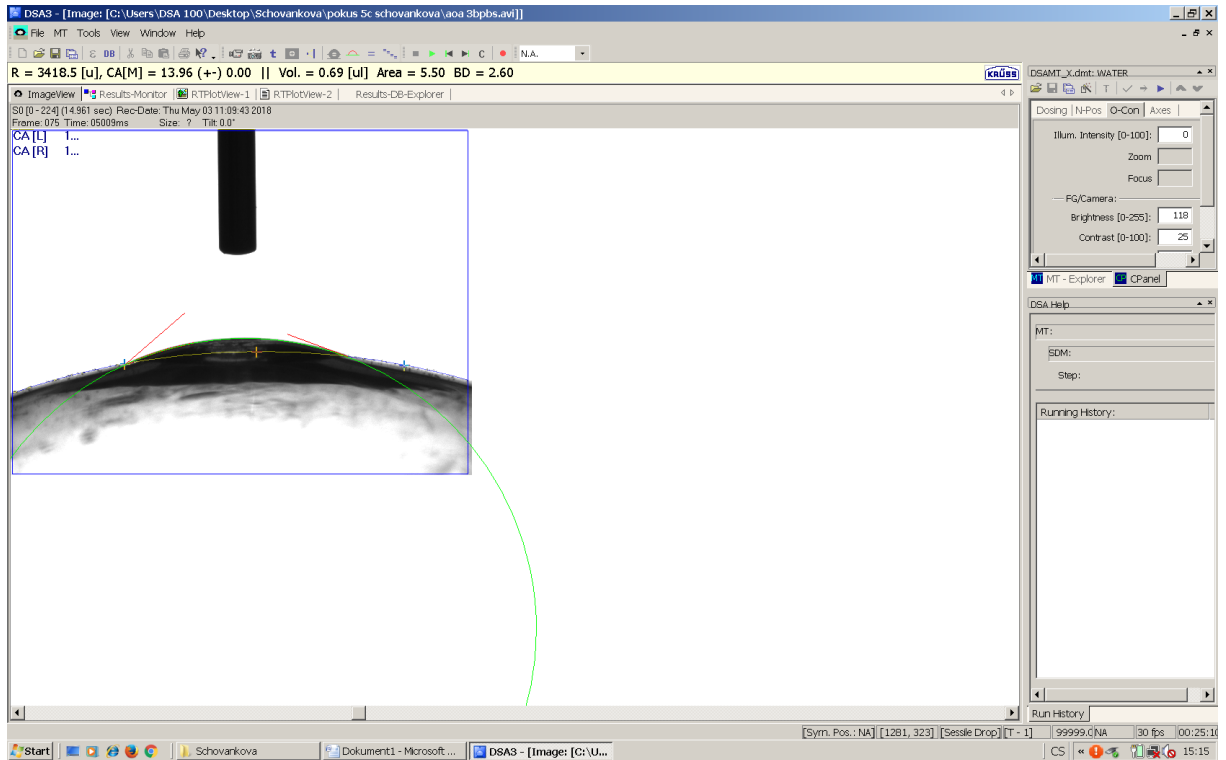 DSA3 - [Image: [C:\Users\DSA 100\Desktop\Schovankova\pokus 5c schovankova\aoa 3bpbs.avi]]
File MT Tools View Window Help
N.A.
R = 3418.5 [u], CA[M] = 13.96 (+-) 0.00 || Vol. = 0.69 [ul] Area = 5.50 BD = 2.60
KRÜSS
ImageView Results-Monitor RTPlotView-1 RTPlotView-2 Results-DB-Explorer
S0 [0 - 224] (14.961 sec) Rec-Date: Thu May 03 11:09:43 2018
Frame: 075 Time: 05009ms Size: ? Tilt: 0.0°
CA [L] 1...
CA [R] 1...
DSAMT_X.dmt: WATER
Dosing N-Pos O-Con Axes
Illum. Intensity [0-100]: 0
Zoom
Focus
FG/Camera:
Brightness [0-255]: 118
Contrast [0-100]: 25
MT - Explorer CPanel
DSA Help
MT:
SDM:
Step:
Running History:
Run History
[Sym. Pos.: NA] [1281, 323] [Sessile Drop] [T - 1] 99999.0 NA 30 fps 00:25:10
Start Schovankova Dokument1 - Microsoft ... DSA3 - [Image: [C:\U... CS 15:15